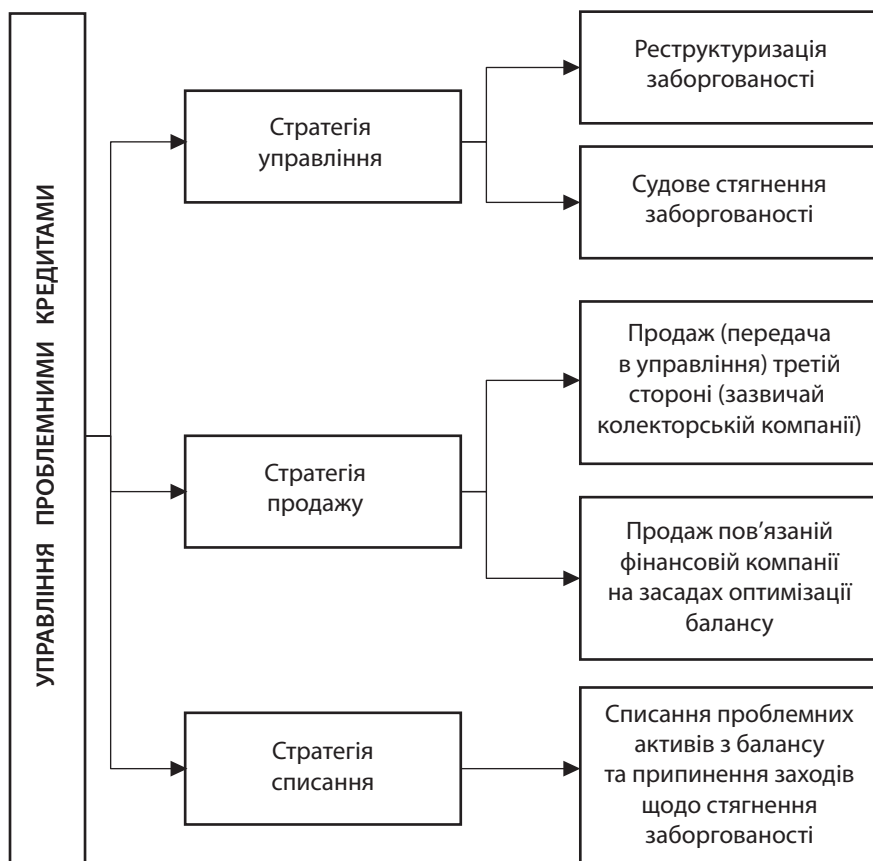 УПРАВЛІННЯ ПРОБЛЕМНИМИ КРЕДИТАМИ
Стратегія
управління
Реструктуризація
заборгованості
Судове стягнення
заборгованості
Стратегія
продажу
Продаж (передача
в управління) третій
стороні (зазвичай
колекторській компанії)
Продаж пов’язаній
фінансовій компанії
на засадах оптимізації
балансу
Стратегія
списання
Списання проблемних
активів з балансу
та припинення заходів
щодо стягнення
заборгованості